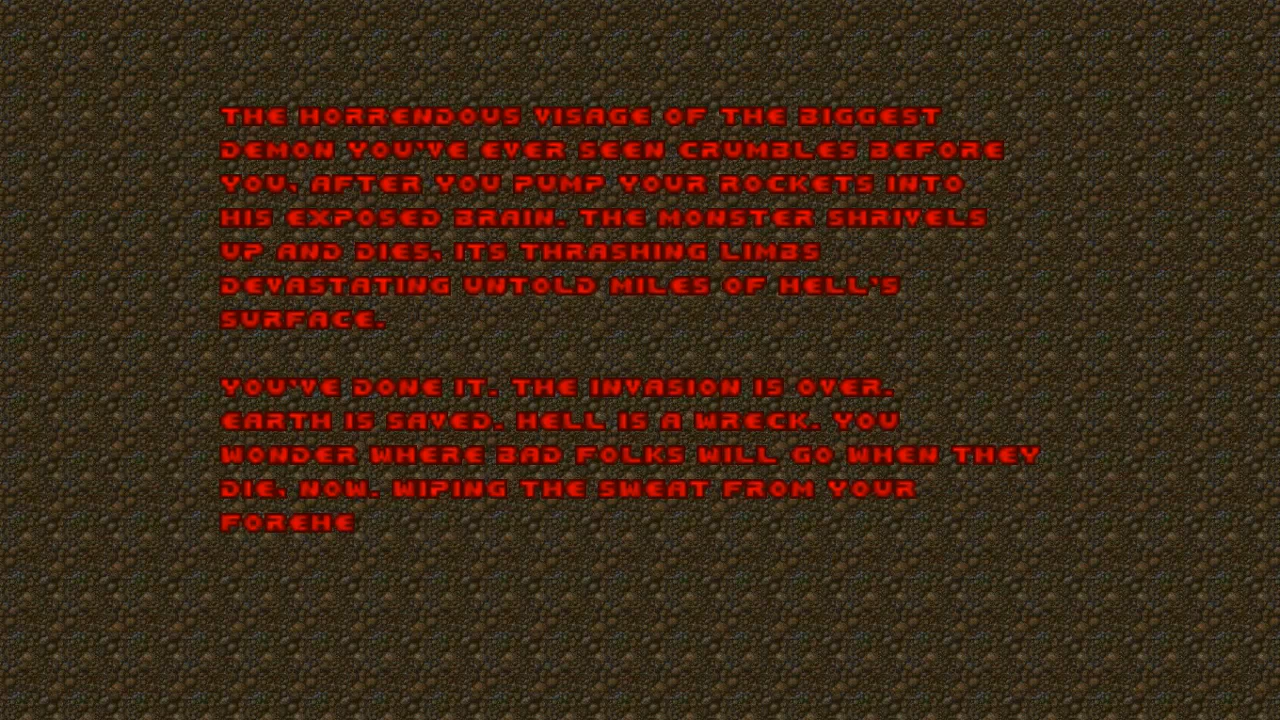 THE HORRENDOUS VISAGE OF THE BIGGEST
DEMON YOU'VE EVER SEEN CRUMBLES BEFORE
YOU, AFTER YOU PUMP YOUR ROCKETS INTO
HIS EXPOSED BRAIN. THE MONSTER SHRIVELS
UP AND DIES, ITS THRASHING LIMBS
DEVASTATING UNTOLD MILES OF HELL'S
SURFACE.
YOU'VE DONE IT. THE INVASION IS OVER.
EARTH IS SAVED. HELL IS A WRECK. YOU
WONDER WHERE BAD FOLKS WILL GO WHEN THEY
DIE, NOW. WIPING THE SWEAT FROM YOUR
FOREHE